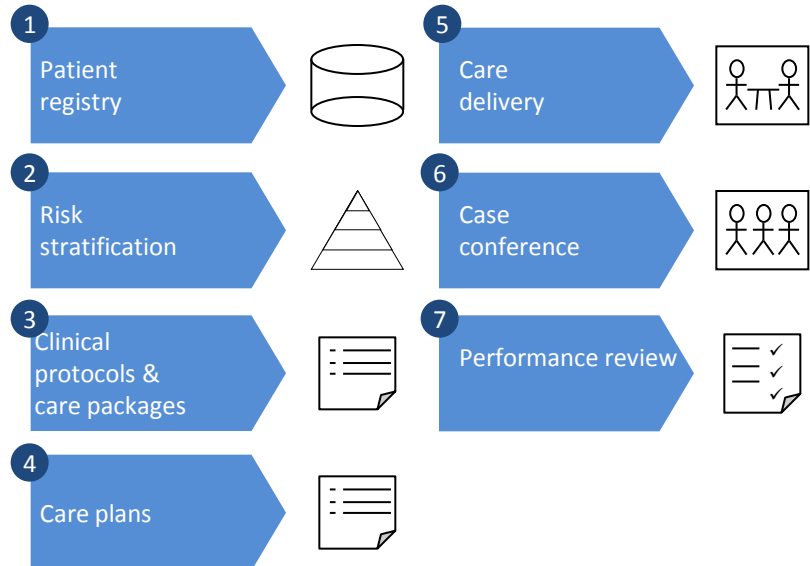 1
Patient
registry
2
Risk
stratification
3
Clinical
protocols &
care packages
4
Care plans
5
Care
delivery
6
Case
conference
7
Performance review